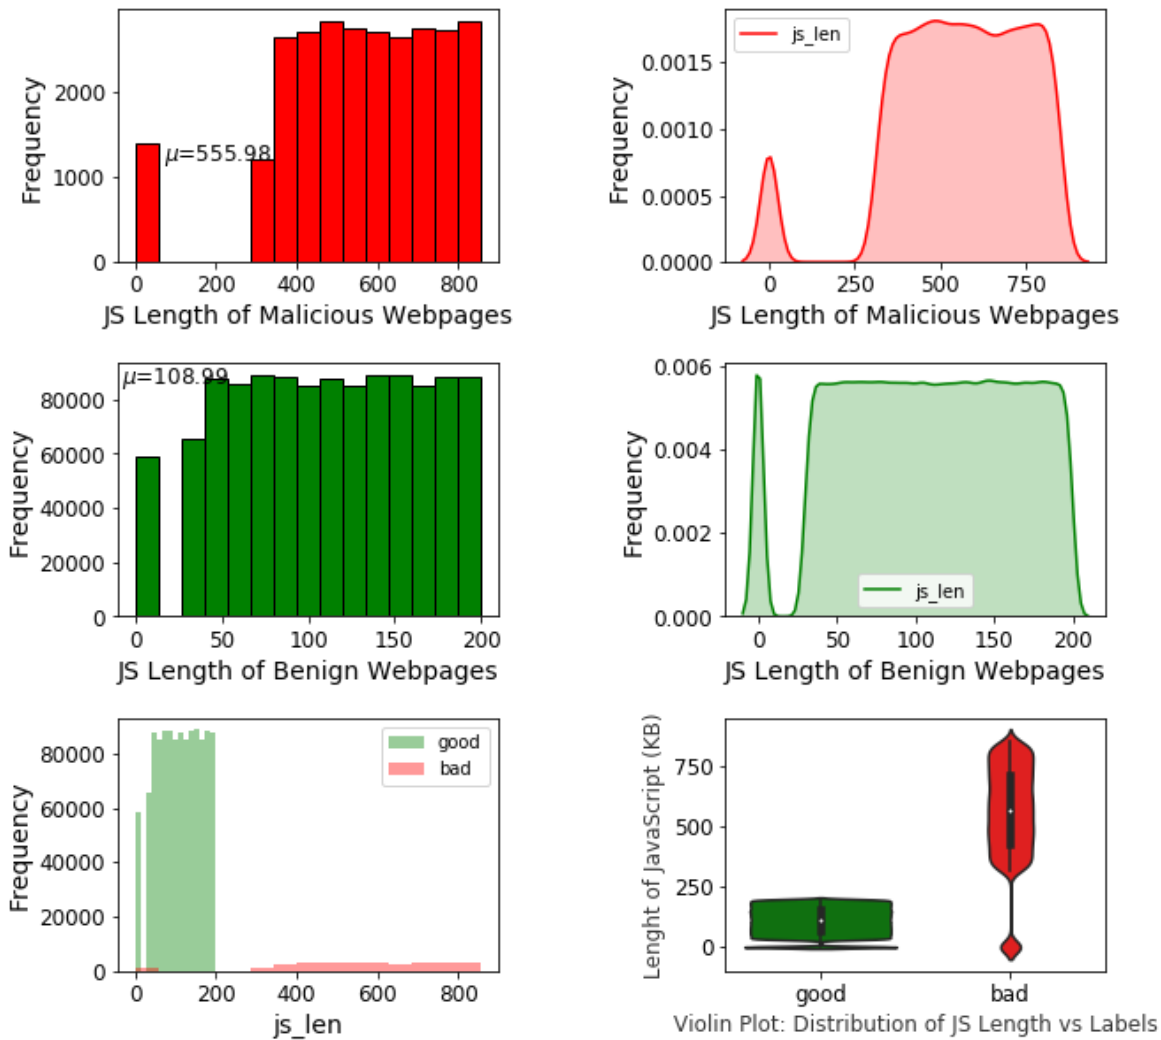 Frequency
2000
1000
0
μ=555.98
0 200 400 600 800
JS Length of Malicious Webpages
Frequency
0.0015
0.0010
0.0005
0.0000
js_len
0 250 500 750
JS Length of Malicious Webpages
Frequency
80000
60000
40000
20000
0
μ=108.99
0 50 100 150 200
JS Length of Benign Webpages
Frequency
0.006
0.004
0.002
0.000
js_len
0 50 100 150 200
JS Length of Benign Webpages
Frequency
80000
60000
40000
20000
0
good
bad
0 200 400 600 800
js_len
Lenght of JavaScript (KB)
750
500
250
0
good bad
Violin Plot: Distribution of JS Length vs Labels